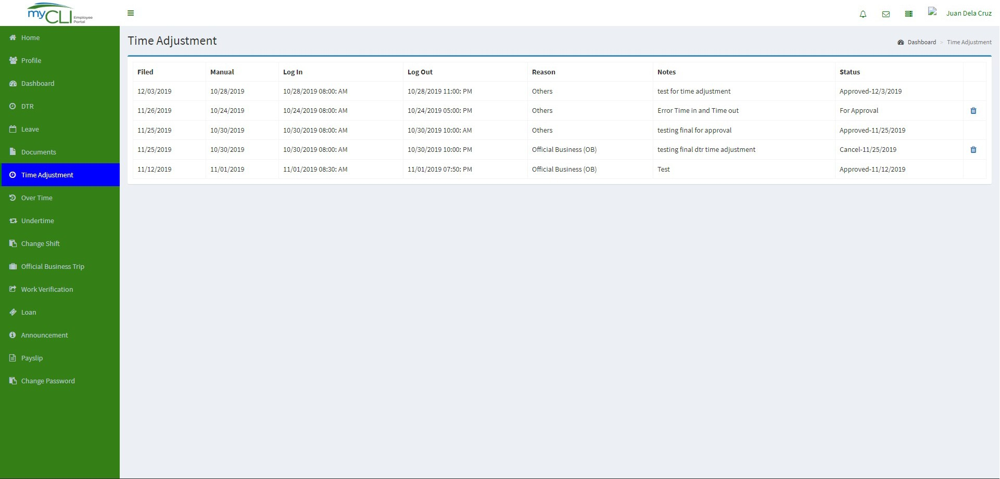 myCLI Employee Portal
Juan Dela Cruz
Home
Profile
Dashboard
DTR
Leave
Documents
Time Adjustment
Over Time
Undertime
Change Shift
Official Business Trip
Work Verification
Loan
Announcement
Payslip
Change Password
Time Adjustment
Dashboard > Time Adjustment
Filed Manual Log In Log Out Reason Notes Status
12/03/2019 10/28/2019 10/28/2019 08:00: AM 10/28/2019 11:00: PM Others test for time adjustment Approved-12/3/2019
11/26/2019 10/24/2019 10/24/2019 08:00: AM 10/24/2019 05:00: PM Others Error Time in and Time out For Approval
11/25/2019 10/30/2019 10/30/2019 08:00: AM 10/30/2019 10:00: AM Others testing final for approval Approved-11/25/2019
11/25/2019 10/30/2019 10/30/2019 08:00: AM 10/30/2019 10:00: PM Official Business (OB) testing final dtr time adjustment Cancel-11/25/2019
11/12/2019 11/01/2019 11/01/2019 08:30: AM 11/01/2019 07:50: PM Official Business (OB) Test Approved-11/12/2019